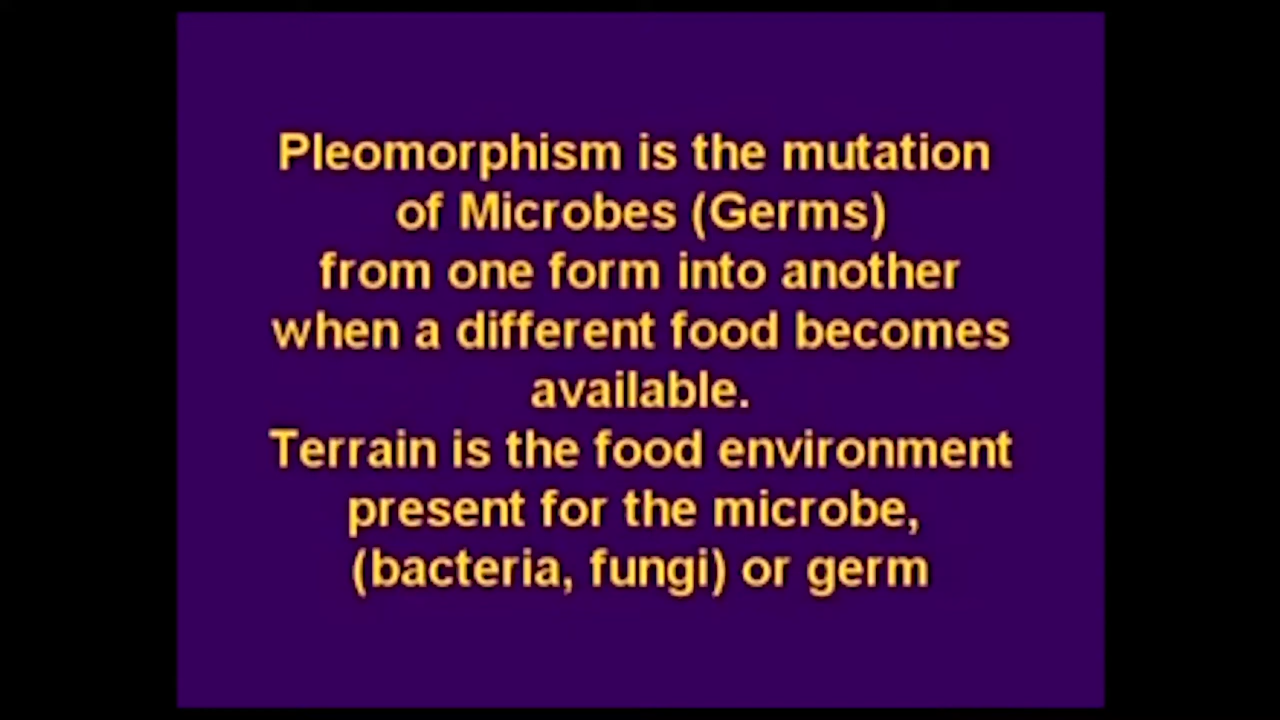 Pleomorphism is the mutation
of Microbes (Germs)
from one form into another
when a different food becomes
available.
Terrain is the food environment
present for the microbe,
(bacteria, fungi) or germ